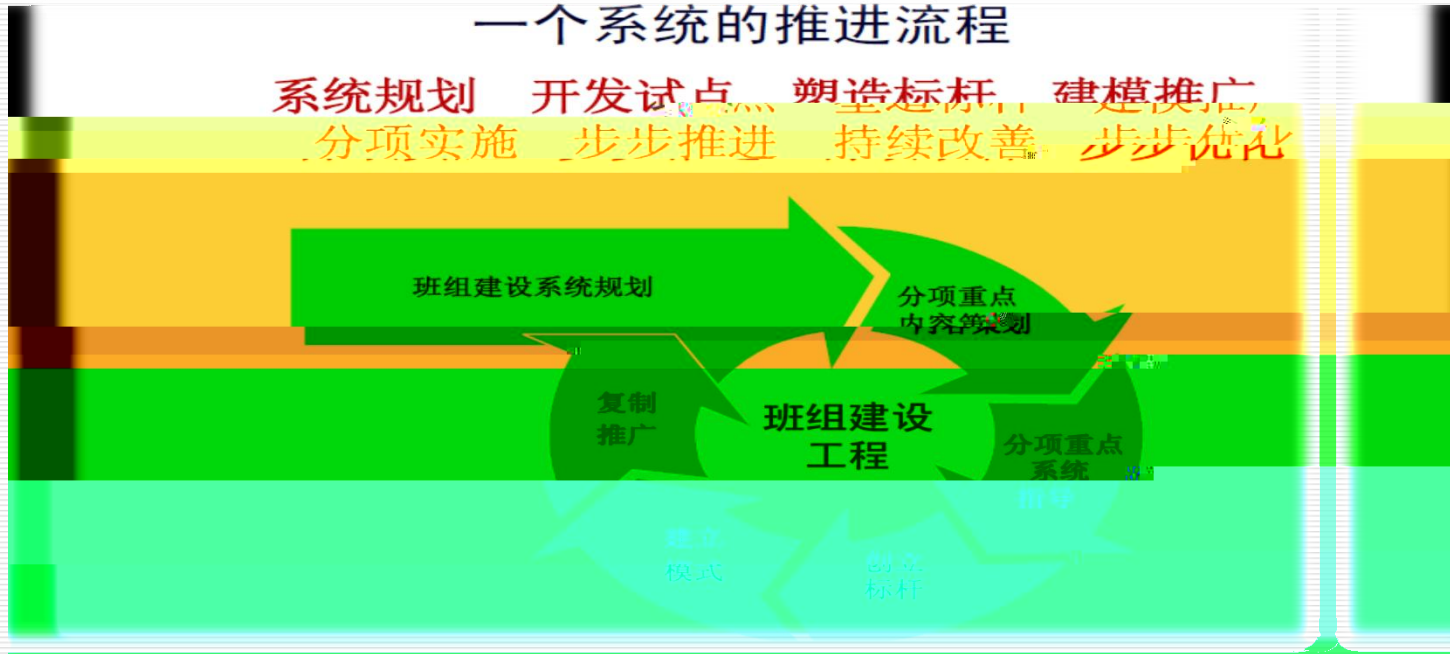 一个系统的推进流程
系统规划 开发试点 塑造标杆 建模推广
分项实施 步步推进 持续改善 步步优化
班组建设系统规划
分项重点
内容策划
分项重点
系统
指导
创立
标杆
建立
模式
复制
推广
班组建设
工程